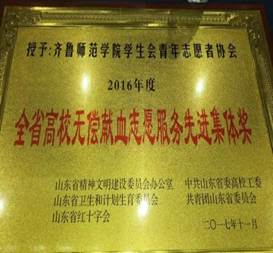 授予:齐鲁师范学院学生会青年志愿者协会
2016年度
全省高校无偿献血志愿服务先进集体奖
山东省精神文明建设委员会办公室 中共山东省委高校工委
山东省卫生和计划生育委员会 共青团山东省委员会
山东省红十字会
二〇一七年十一月